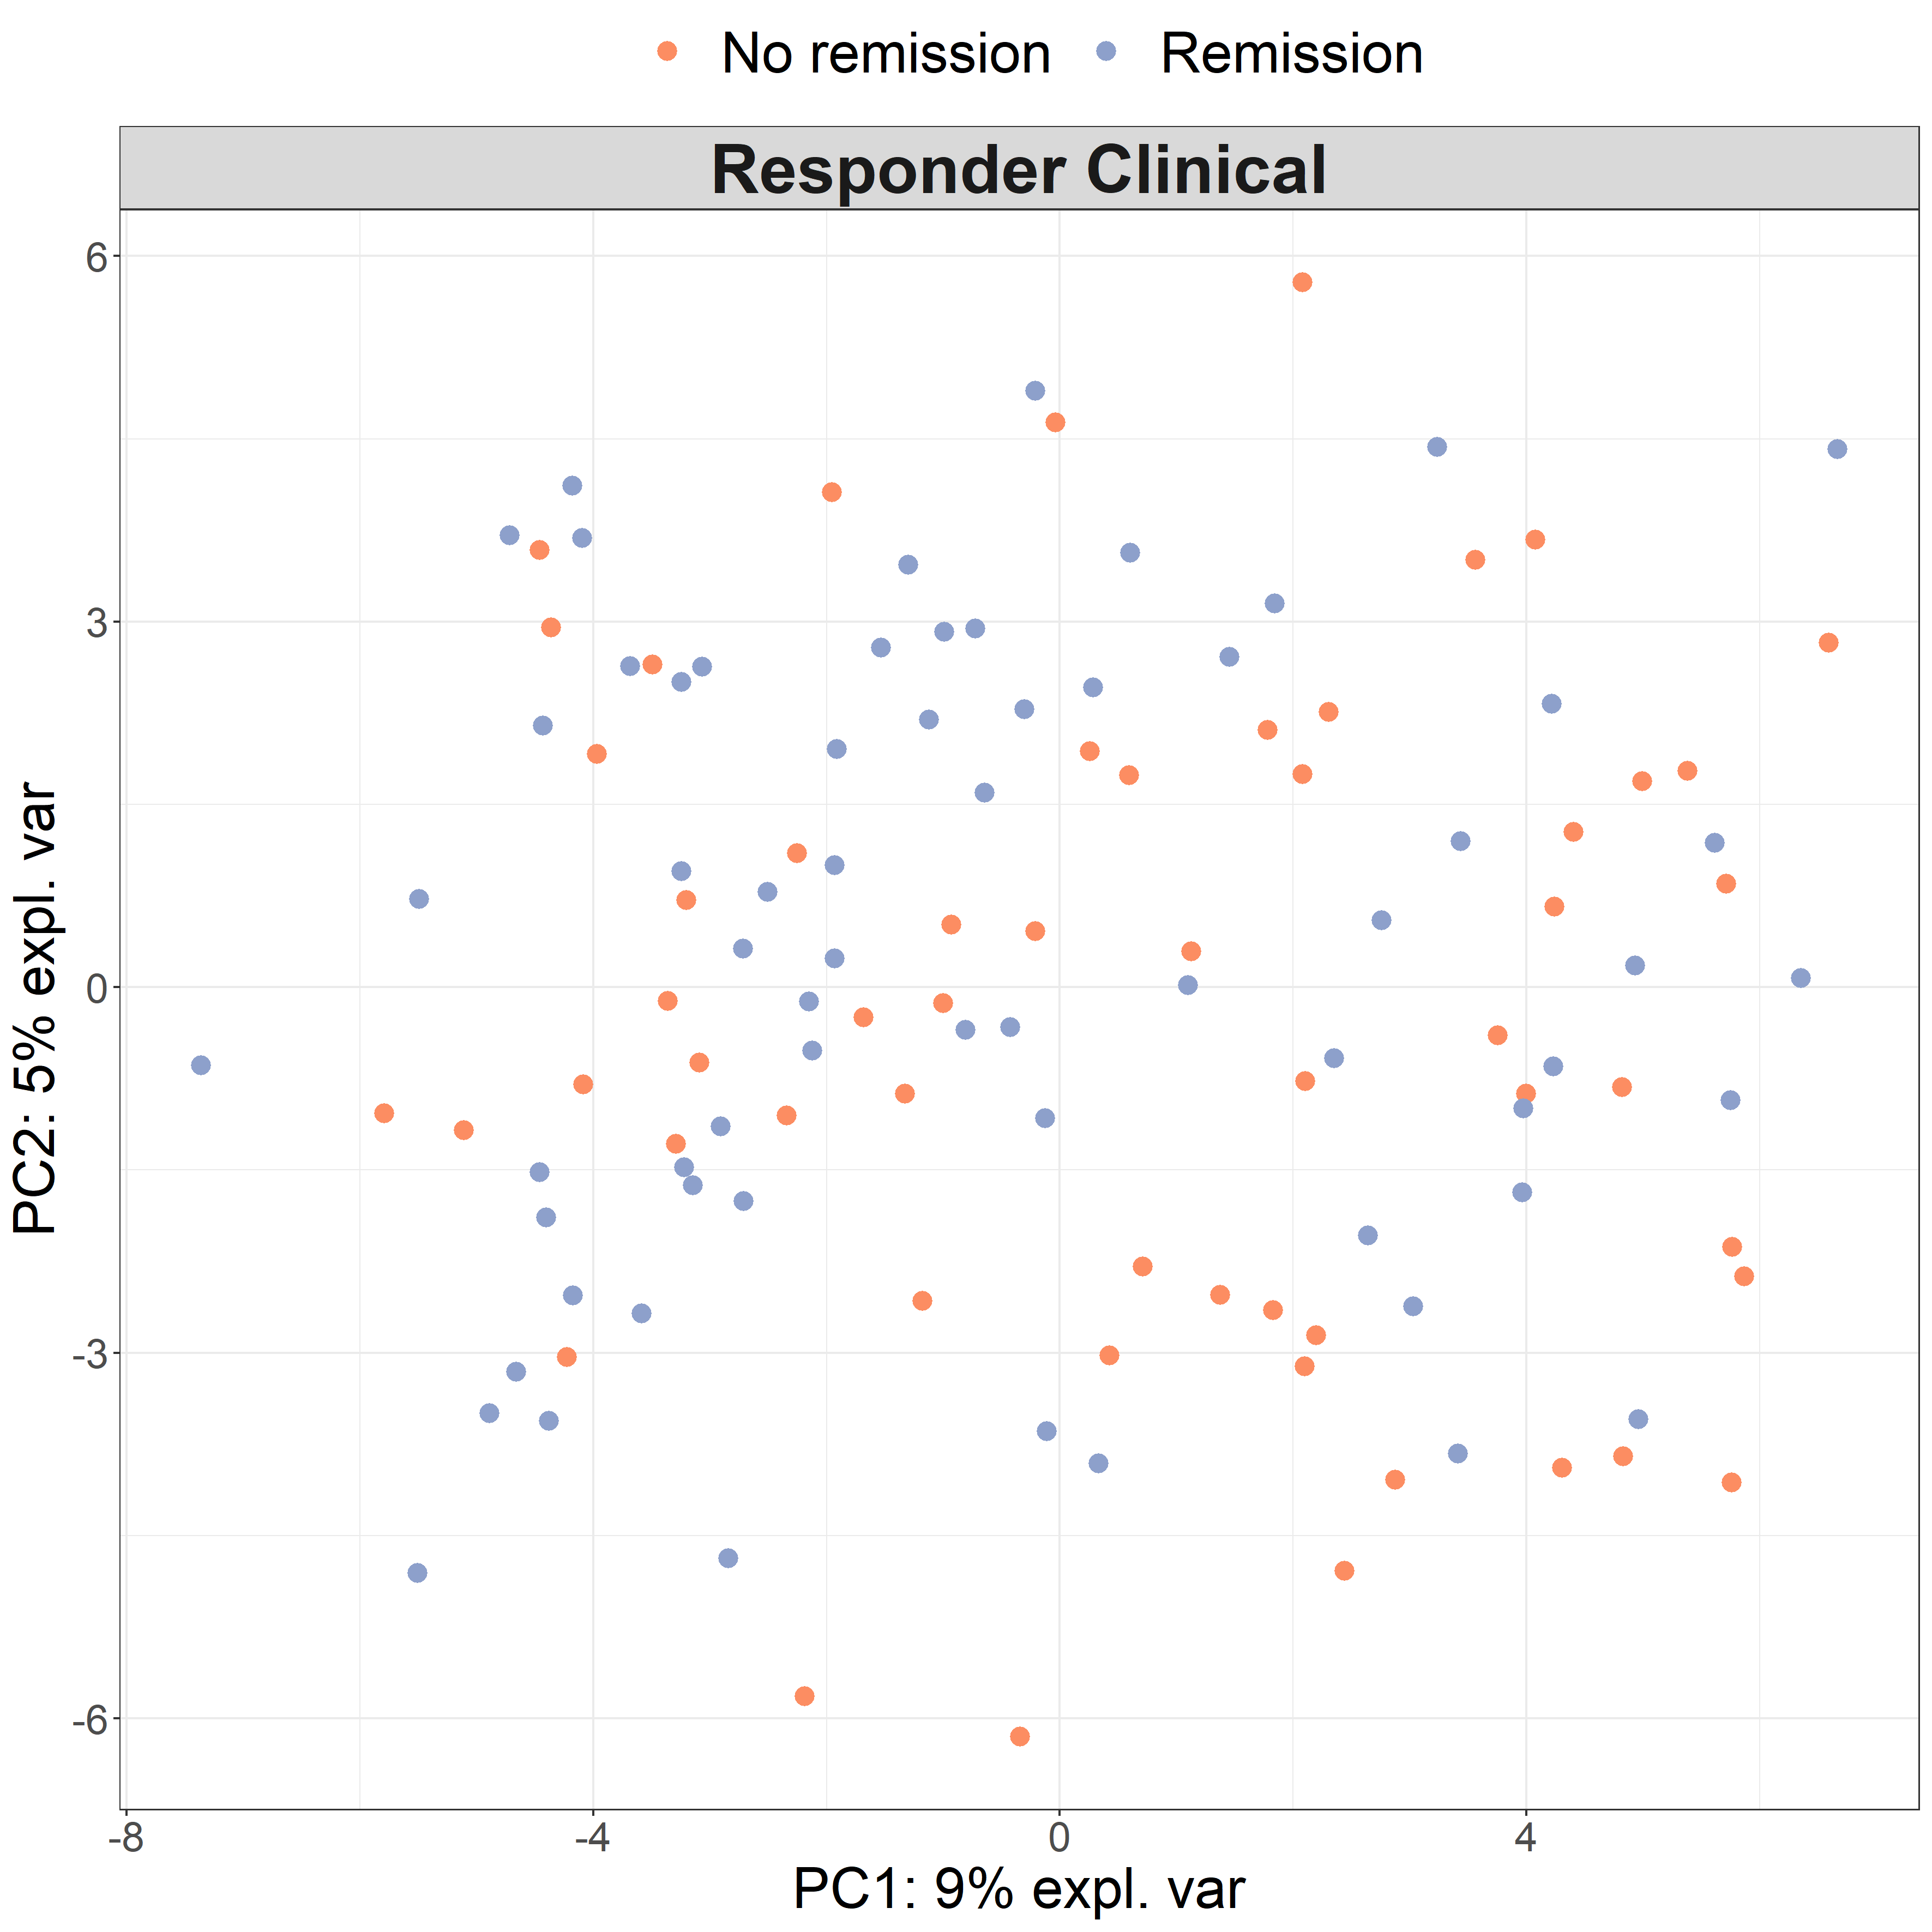 No remission Remission
Responder Clinical
6
3
0
-3
-6
PC2: 5% expl. var
-8 -4 0 4
PC1: 9% expl. var